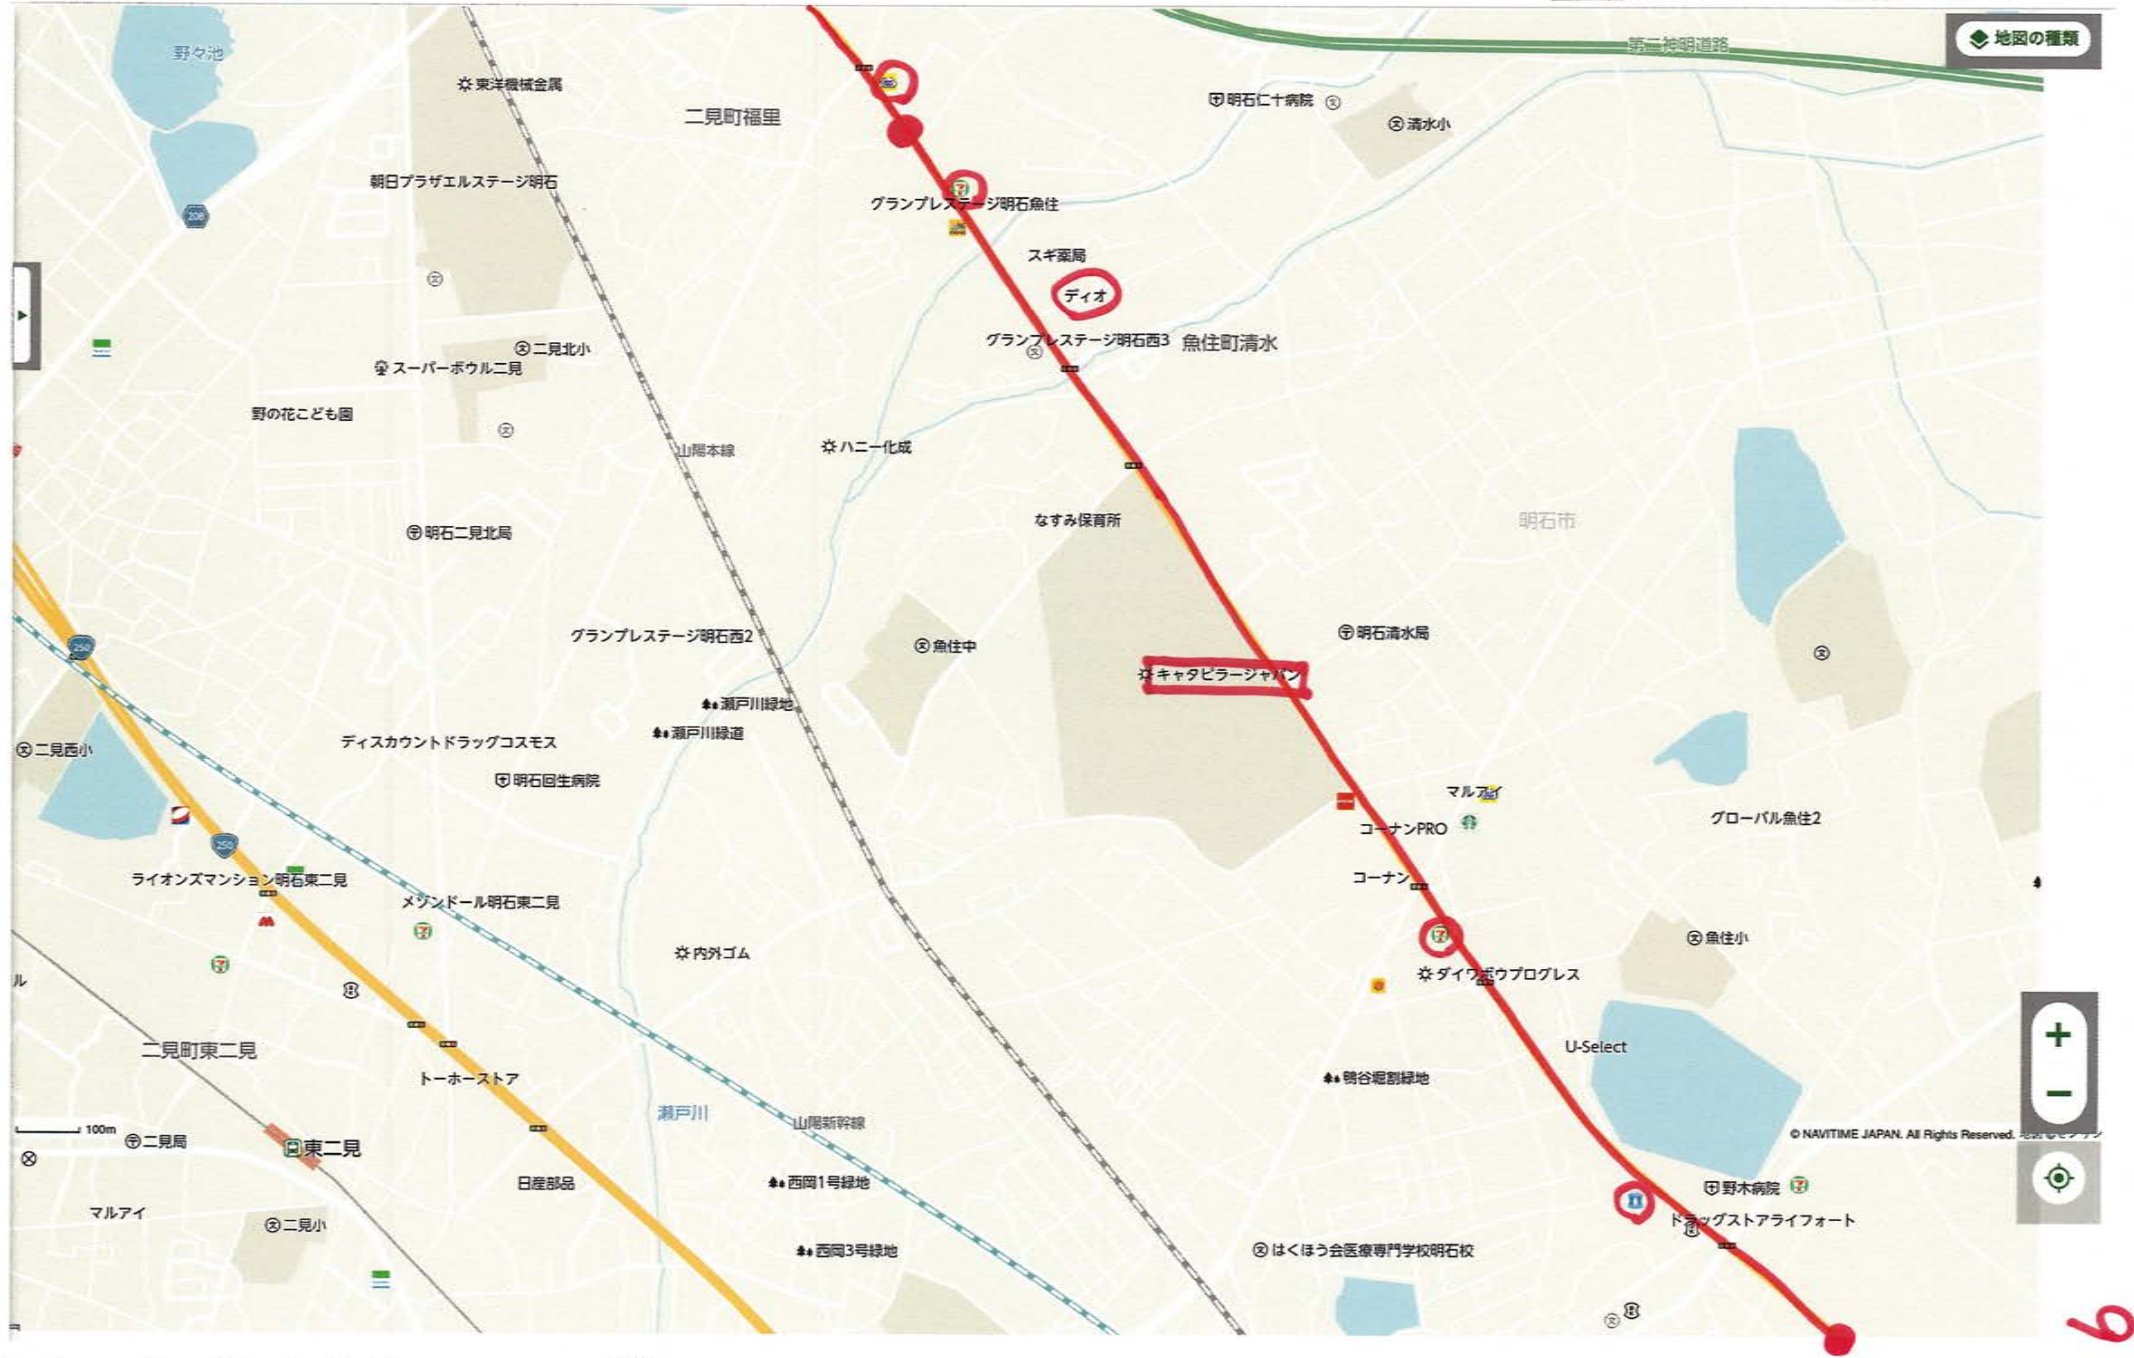 野々池
第二神明道路
地図の種類
東洋機械金属
二見町福里
明石仁十病院
清水小
朝日プラザエルステージ明石
208
グランプレステージ明石魚住
スギ薬局
ディオ
グランプレステージ明石西3
魚住町清水
二見北小
スーパーボウル二見
野の花こども園
山陽本線
ハニー化成
なすみ保育所
明石市
明石二見北局
グランプレステージ明石西2
魚住中
明石清水局
250
キャタピラージャパン
瀬戸川緑地
瀬戸川緑道
二見西小
ディスカウントドラッグコスモス
明石回生病院
マルアイ
コーナンPRO
グローバル魚住2
250
ライオンズマンション明石東二見
コーナン
メゾンドール明石東二見
内外ゴム
魚住小
ダイワボウプログレス
ル
二見町東二見
U-Select
トーホーストア
鴨谷堀割緑地
瀬戸川
山陽新幹線
100m
二見局
東二見
© NAVITIME JAPAN. All Rights Reserved.
日産部品
西岡1号緑地
野木病院
マルアイ
二見小
ドラッグストアライフォート
西岡3号緑地
はくほう会医療専門学校明石校
6